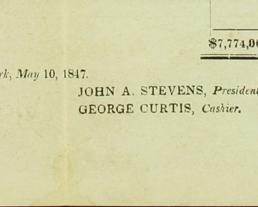 $7,774,0
rk, May 10, 1847.
JOHN A. STEVENS, President
GEORGE CURTIS, Cashier.